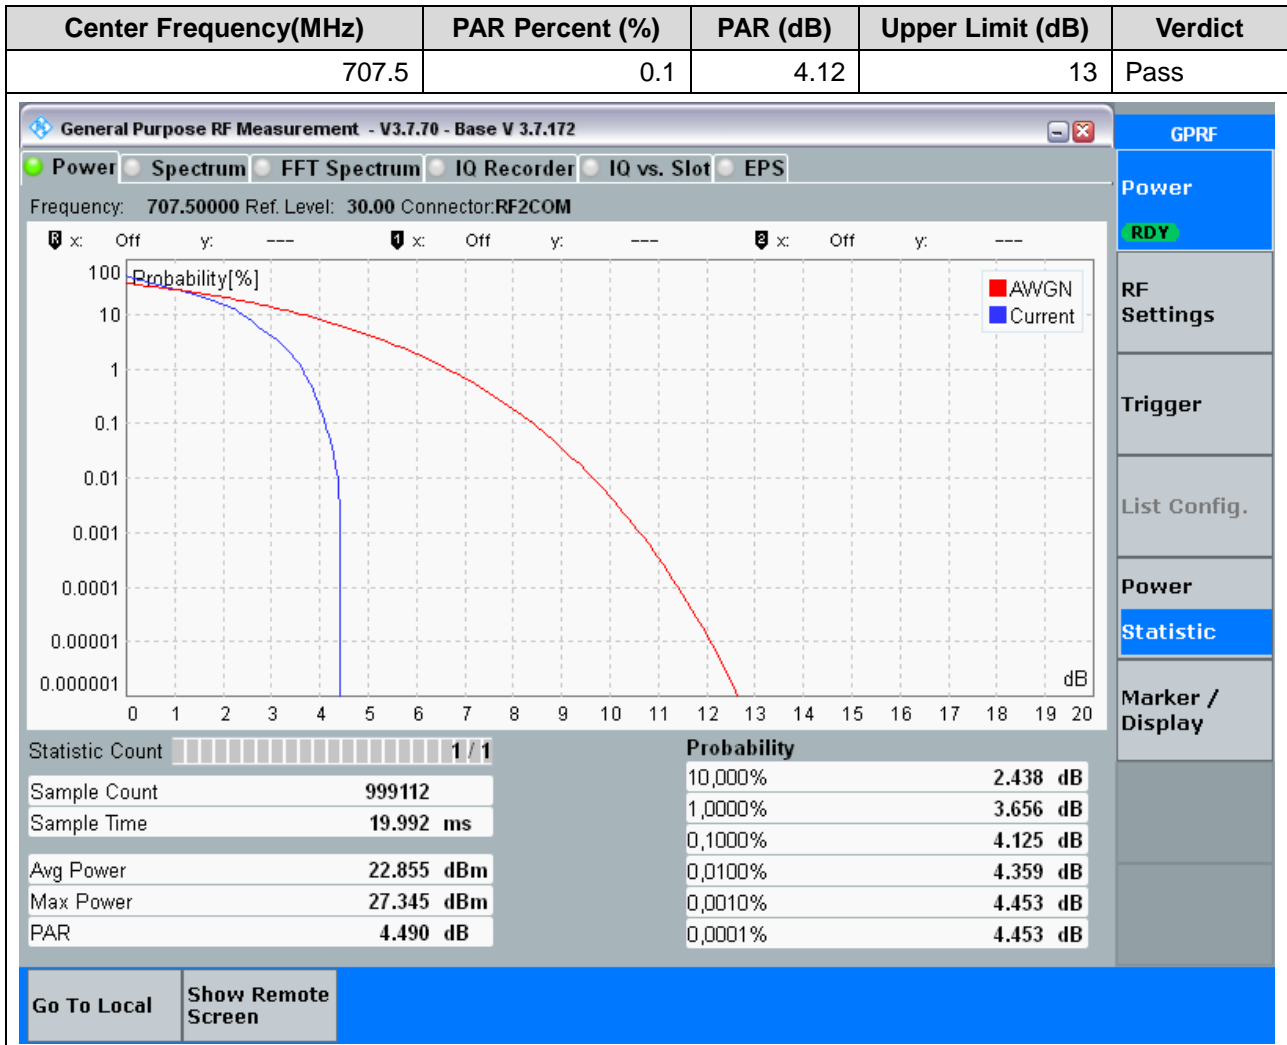 Center Frequency(MHz) PAR Percent (%) PAR (dB) Upper Limit (dB) Verdict
707.5 0.1 4.12 13 Pass
General Purpose RF Measurement - V3.7.70 - Base V 3.7.172
GPRF
Power Spectrum FFT Spectrum IQ Recorder IQ vs. Slot EPS
Power
RDY
Frequency: 707.50000 Ref. Level: 30.00 Connector:RF2COM
R x: Off y: --- 1 x: Off y: --- 2 x: Off y: ---
Probability[%]
AWGN
Current
100
10
1
0.1
0.01
0.001
0.0001
0.00001
0.000001
dB
0 1 2 3 4 5 6 7 8 9 10 11 12 13 14 15 16 17 18 19 20
RF
Settings
Trigger
List Config.
Power
Statistic
Marker /
Display
Statistic Count 1 / 1
Sample Count 999112
Sample Time 19.992 ms
Avg Power 22.855 dBm
Max Power 27.345 dBm
PAR 4.490 dB
Probability
10,000% 2.438 dB
1,0000% 3.656 dB
0,1000% 4.125 dB
0,0100% 4.359 dB
0,0010% 4.453 dB
0,0001% 4.453 dB
Go To Local
Show Remote
Screen